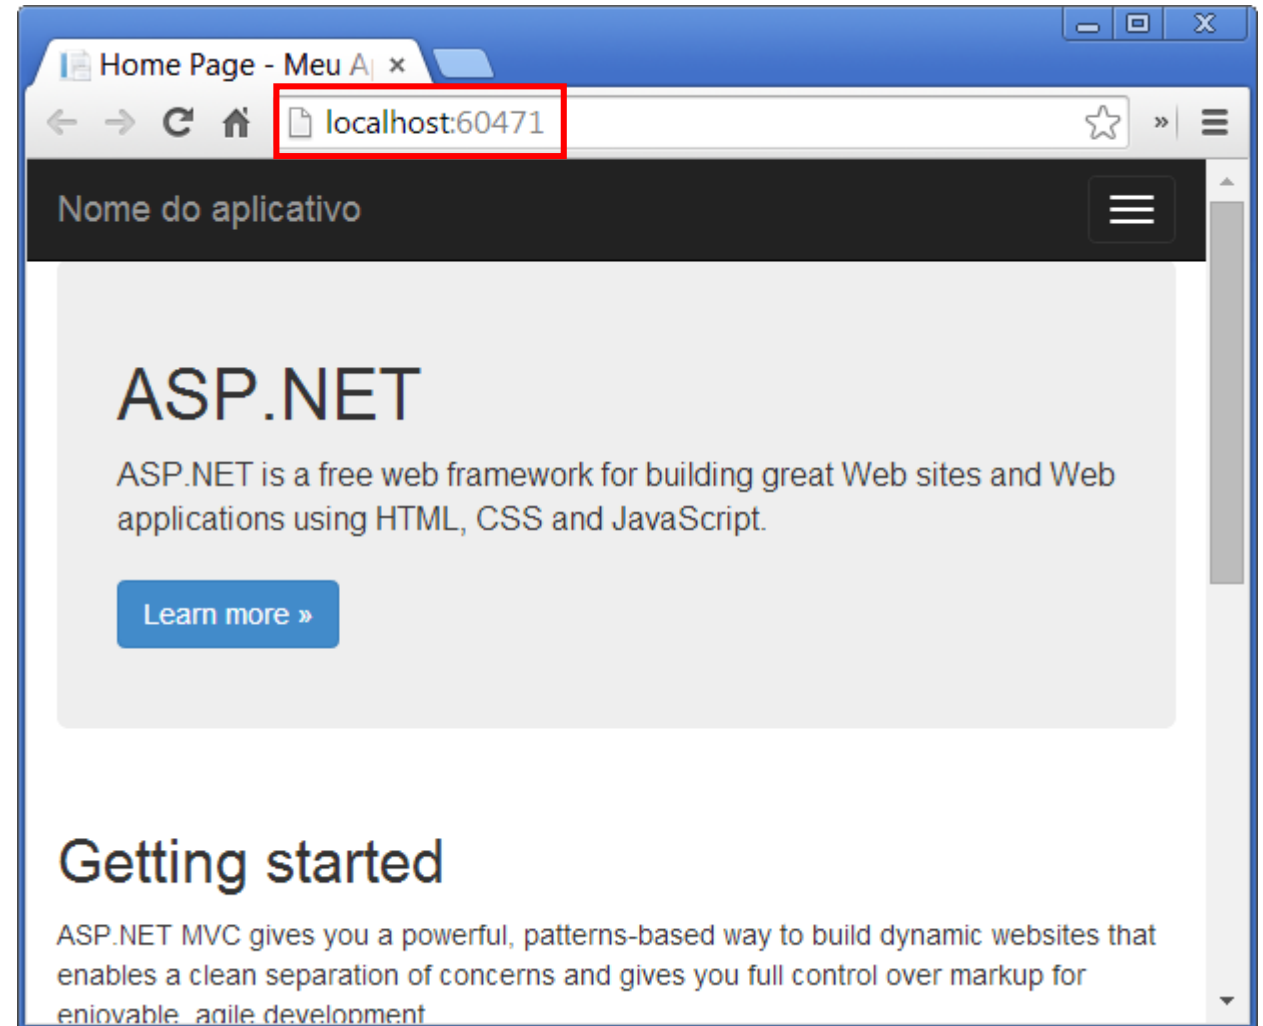 Home Page - Meu A
localhost:60471
Nome do aplicativo
ASP.NET
ASP.NET is a free web framework for building great Web sites and Web
applications using HTML, CSS and JavaScript.
Learn more »
Getting started
ASP.NET MVC gives you a powerful, patterns-based way to build dynamic websites that
enables a clean separation of concerns and gives you full control over markup for
enjoyable, agile development